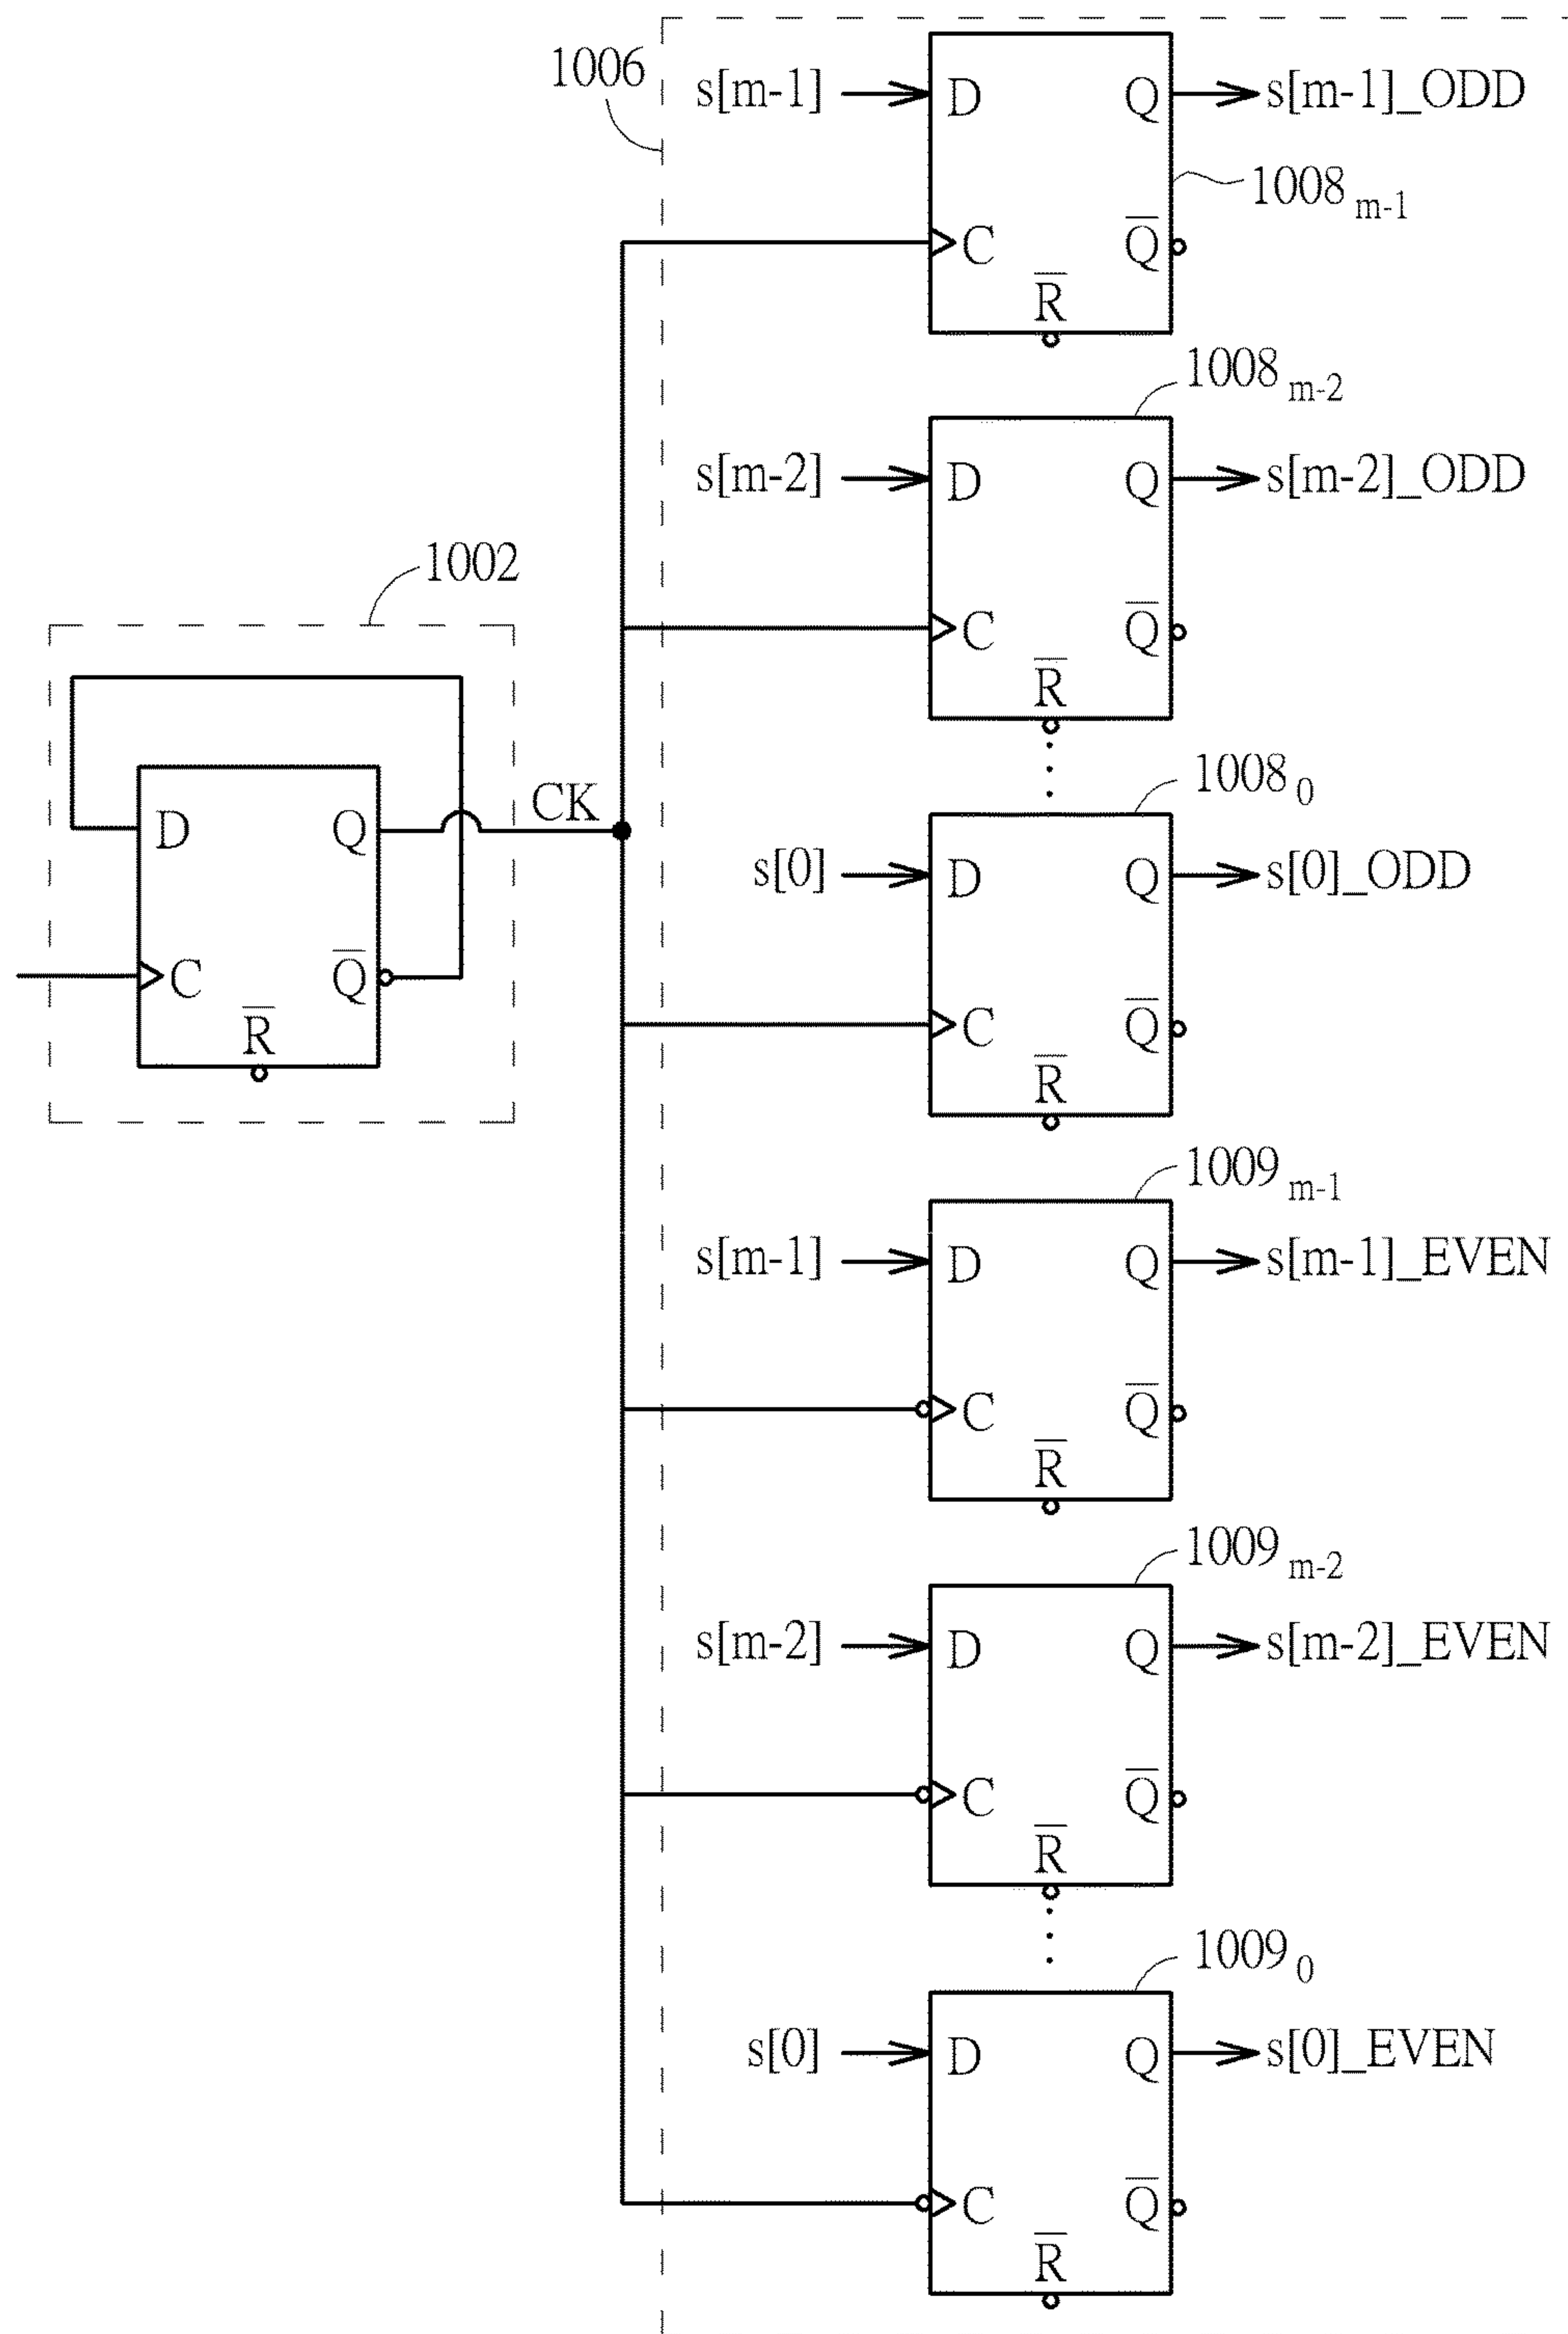 1006
s[m-1] D Q s[m-1]_ODD
1008 m-1
C Q̅
R̅
1008 m-2
s[m-2] D Q s[m-2]_ODD
C Q̅
R̅
1002
1008 0
CK
D Q
s[0] D Q s[0]_ODD
C Q̅
R̅
C Q̅
R̅
1009 m-1
s[m-1] D Q s[m-1]_EVEN
C Q̅
R̅
1009 m-2
s[m-2] D Q s[m-2]_EVEN
C Q̅
R̅
1009 0
s[0] D Q s[0]_EVEN
C Q̅
R̅